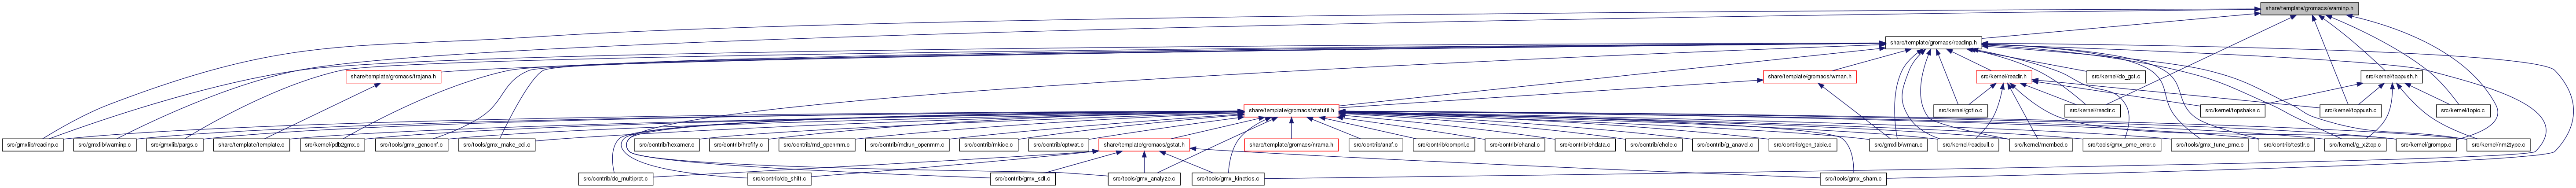 share/template/gromacs/warninp.h
share/template/gromacs/readinp.h
share/template/gromacs/trajana.h
share/template/gromacs/wman.h
src/kernel/readir.h
src/kernel/do_gct.c
src/kernel/toppush.h
share/template/gromacs/statutil.h
src/kernel/gctio.c
src/kernel/readir.c
src/kernel/topshake.c
src/kernel/toppush.c
src/kernel/topio.c
src/gmxlib/readinp.c
src/gmxlib/warninp.c
src/gmxlib/pargs.c
share/template/template.c
src/kernel/pdb2gmx.c
src/tools/gmx_genconf.c
src/tools/gmx_make_edi.c
src/contrib/hexamer.c
src/contrib/hrefify.c
src/contrib/md_openmm.c
src/contrib/mdrun_openmm.c
src/contrib/mkice.c
src/contrib/optwat.c
share/template/gromacs/gstat.h
share/template/gromacs/nrama.h
src/contrib/anaf.c
src/contrib/compnl.c
src/contrib/ehanal.c
src/contrib/ehdata.c
src/contrib/ehole.c
src/contrib/g_anavel.c
src/contrib/gen_table.c
src/gmxlib/wman.c
src/kernel/readpull.c
src/kernel/membed.c
src/tools/gmx_pme_error.c
src/tools/gmx_tune_pme.c
src/contrib/testlr.c
src/kernel/g_x2top.c
src/kernel/grompp.c
src/kernel/nm2type.c
src/contrib/do_multiprot.c
src/contrib/do_shift.c
src/contrib/gmx_sdf.c
src/tools/gmx_analyze.c
src/tools/gmx_kinetics.c
src/tools/gmx_sham.c